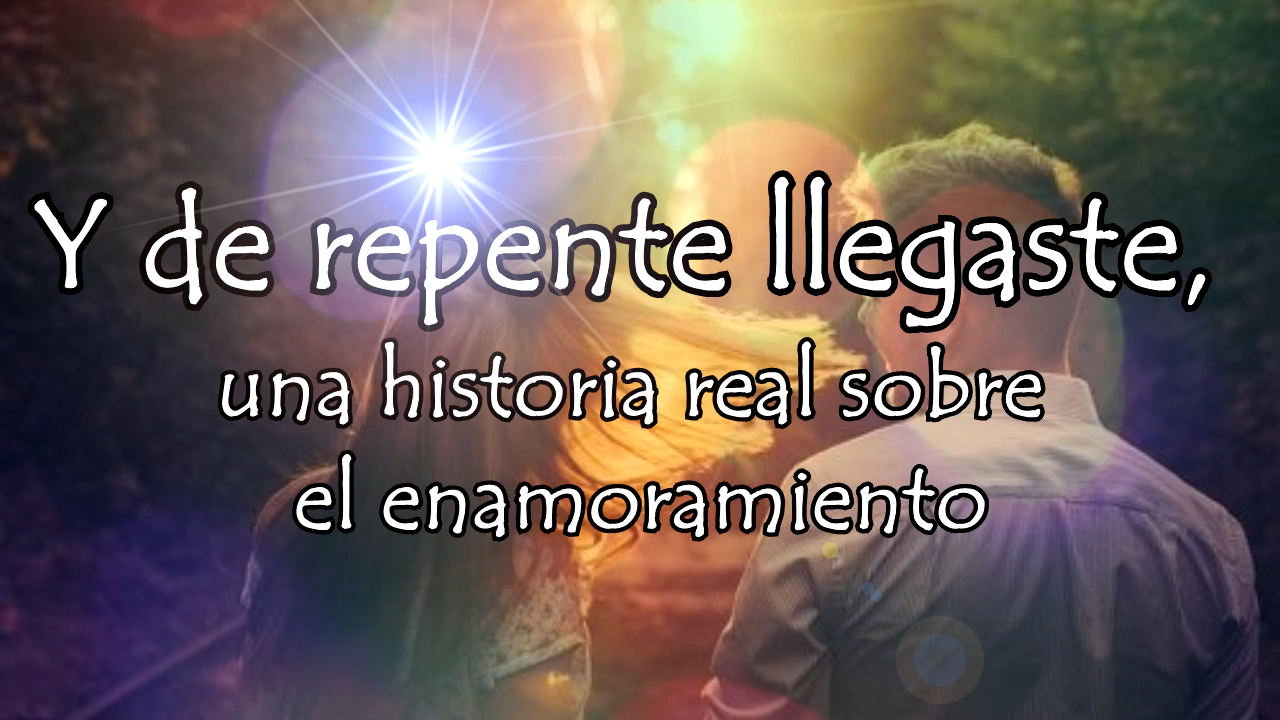 Y de repente llegaste,
una historia real sobre
el enamoramiento